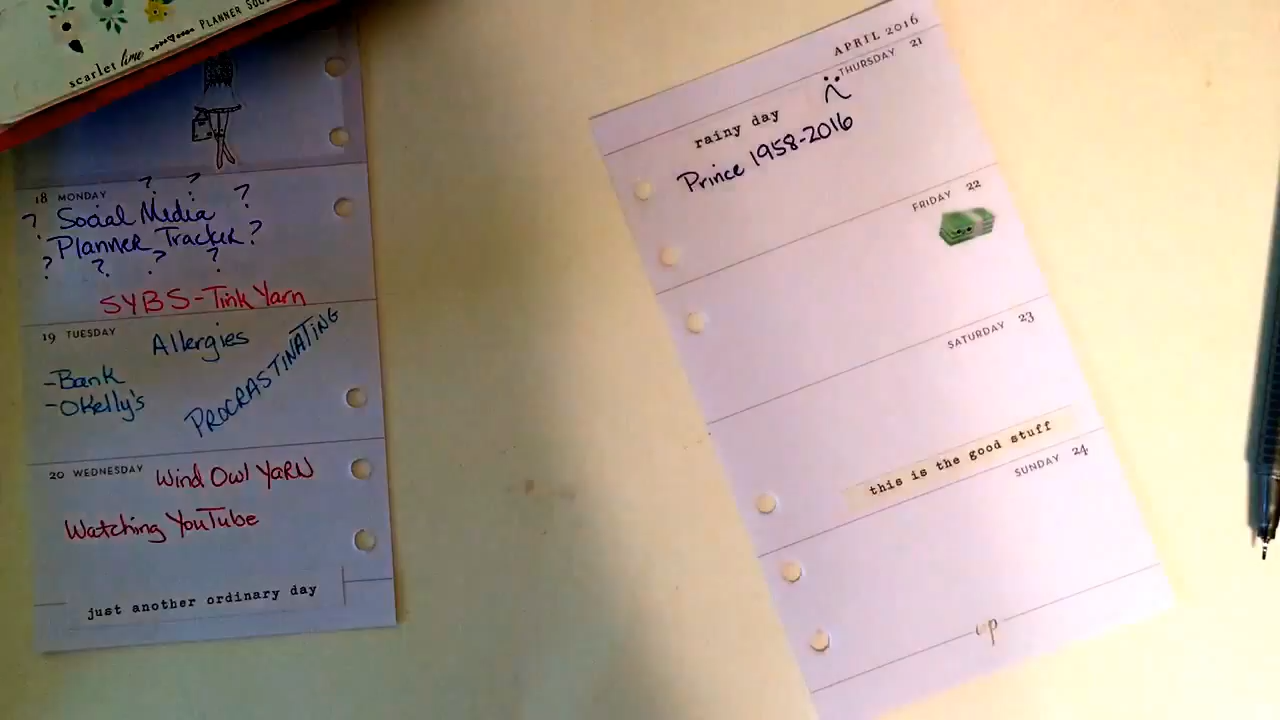 scarlet lime PLANNER SOC
18 MONDAY
? ? ?
? Social Media
Planner Tracker?
? ? ? ?
SYBS-Tink Yarn
19 TUESDAY
Allergies
-Bank
-OKelly's
PROCRASTINATING
20 WEDNESDAY Wind Owl YaRN
Watching YouTube
just another ordinary day
APRIL 2016
THURSDAY 21
rainy day
Prince 1958-2016
FRIDAY 22
SATURDAY 23
this is the good stuff
SUNDAY 24